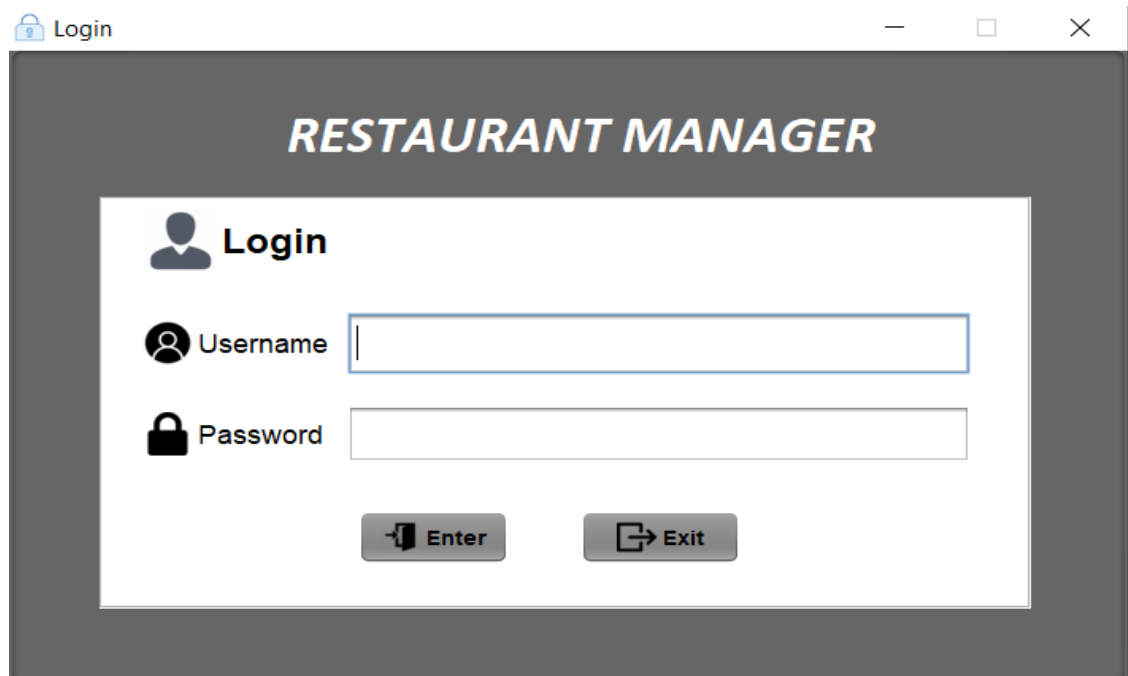 Login
RESTAURANT MANAGER
Login
Username
Password
Enter Exit